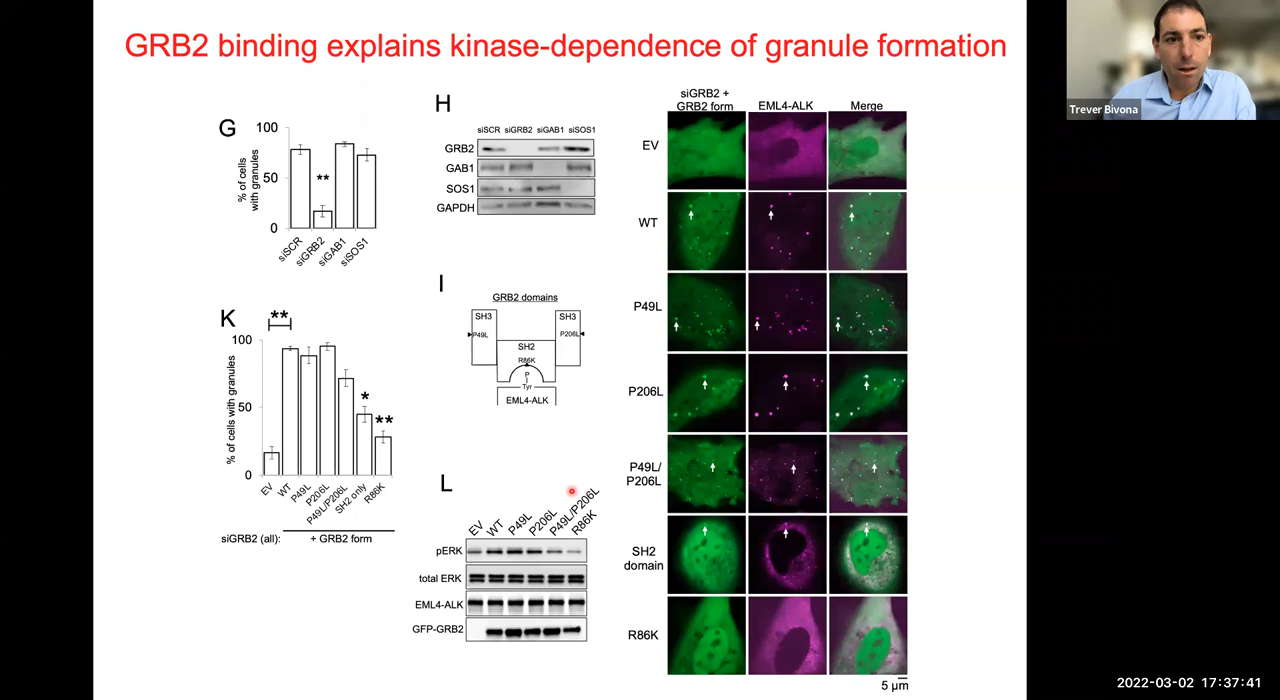 GRB2 binding explains kinase-dependence of granule formation
Trever Bivona
G
100
50
0
% of cells
with granules
**
siSCR
siGRB2
siGAB1
siSOS1
H
siSCR siGRB2 siGAB1 siSOS1
GRB2
GAB1
SOS1
GAPDH
I
GRB2 domains
SH3
SH3
P49L
P206L
SH2
R86K
P
Tyr
EML4-ALK
K
**
100
50
0
% of cells with granules
*
**
EV
WT
P49L
P206L
P49L/P206L
SH2 only
R86K
siGRB2 (all): + GRB2 form
L
EV
WT
P49L
P206L
P49L/P206L
R86K
pERK
total ERK
EML4-ALK
GFP-GRB2
siGRB2 +
GRB2 form
EML4-ALK
Merge
EV
WT
P49L
P206L
P49L/
P206L
SH2
domain
R86K
5 µm
2022-03-02 17:37:41